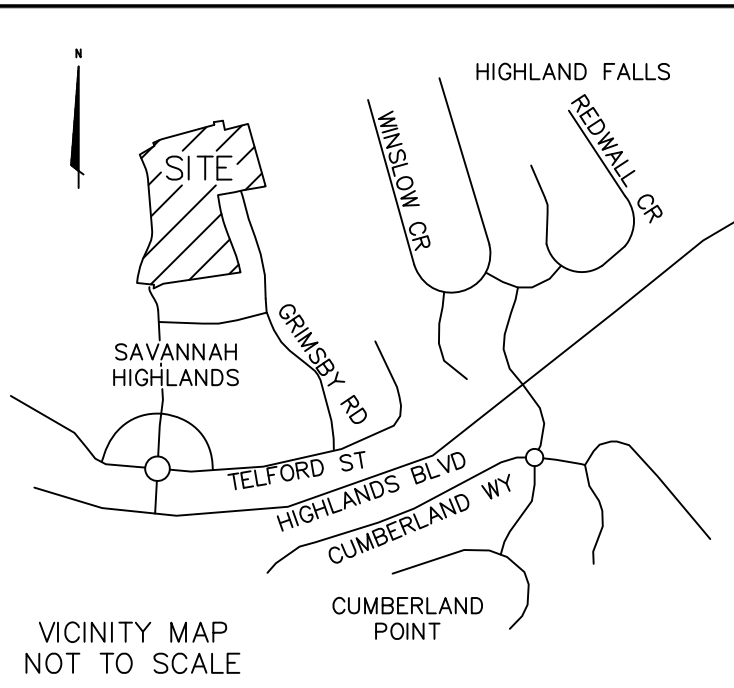 N
HIGHLAND FALLS
SITE
WINSLOW CR
REDWALL CR
GRIMSBY RD
SAVANNAH
HIGHLANDS
TELFORD ST
HIGHLANDS BLVD
CUMBERLAND WY
CUMBERLAND
POINT
VICINITY MAP
NOT TO SCALE